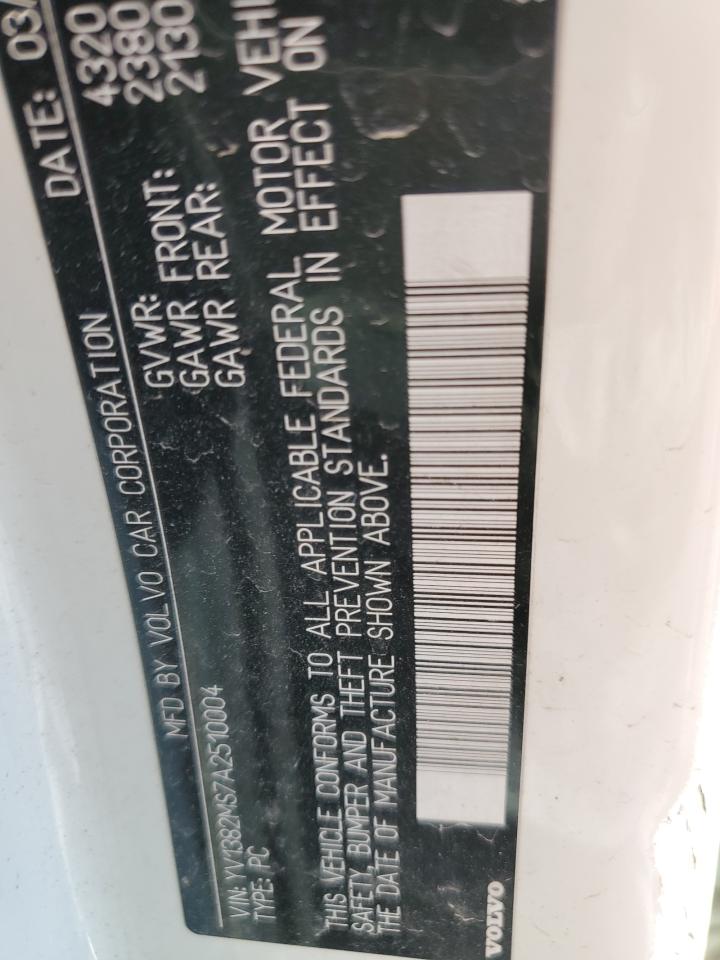 MFD BY VOLVO CAR CORPORATION DATE: 03/
GVWR: 4320
GAWR FRONT: 2380
GAWR REAR: 2130
VIN: YV1382MS7A2510004
TYPE: PC
THIS VEHICLE CONFORMS TO ALL APPLICABLE FEDERAL MOTOR VEHI
SAFETY, BUMPER AND THEFT PREVENTION STANDARDS IN EFFECT ON
THE DATE OF MANUFACTURE SHOWN ABOVE.
VOLVO